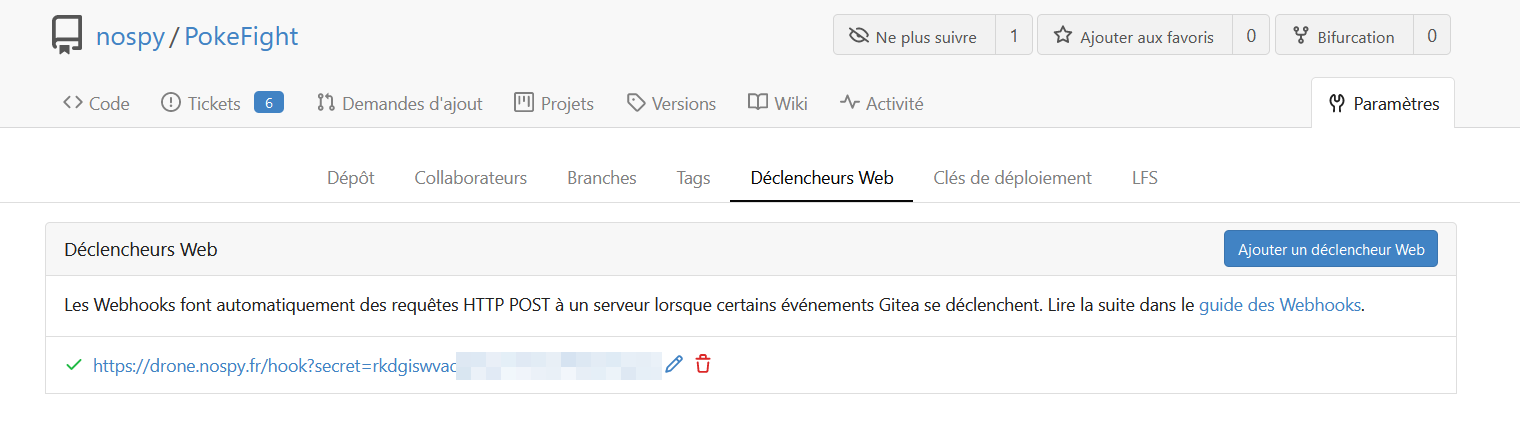 nospy / PokeFight
Ne plus suivre 1 Ajouter aux favoris 0 Bifurcation 0
Code Tickets 6 Demandes d'ajout Projets Versions Wiki Activité Paramètres
Dépôt Collaborateurs Branches Tags Déclencheurs Web Clés de déploiement LFS
Déclencheurs Web Ajouter un déclencheur Web
Les Webhooks font automatiquement des requêtes HTTP POST à un serveur lorsque certains événements Gitea se déclenchent. Lire la suite dans le guide des Webhooks.
https://drone.nospy.fr/hook?secret=rkdgiswvac